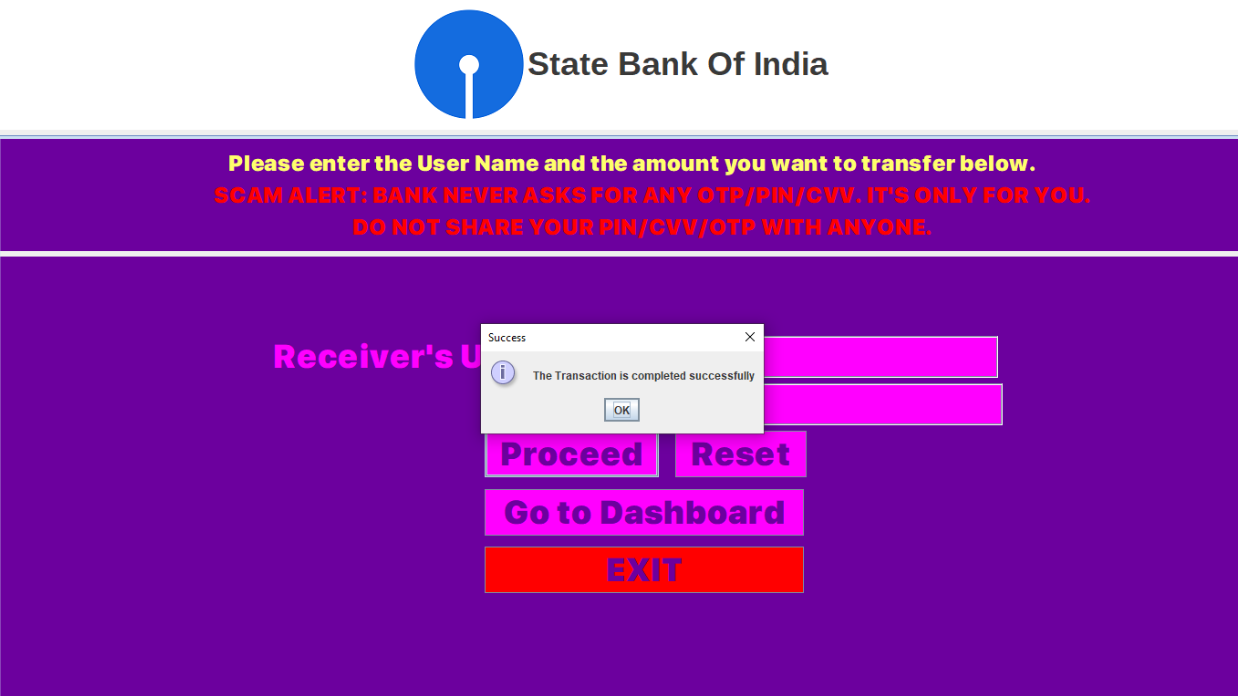 State Bank Of India
Please enter the User Name and the amount you want to transfer below.
SCAM ALERT: BANK NEVER ASKS FOR ANY OTP/PIN/CVV. IT'S ONLY FOR YOU.
DO NOT SHARE YOUR PIN/CVV/OTP WITH ANYONE.
Success
Receiver's U
The Transaction is completed successfully
OK
Proceed
Reset
Go to Dashboard
EXIT